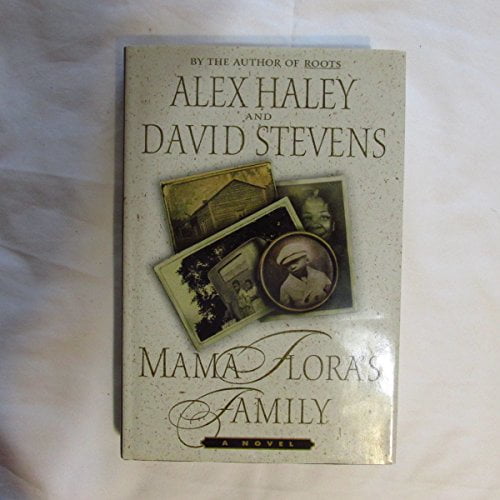 BY THE AUTHOR OF ROOTS
ALEX HALEY
AND
DAVID STEVENS
MAMA FLORA'S
FAMILY
A NOVEL